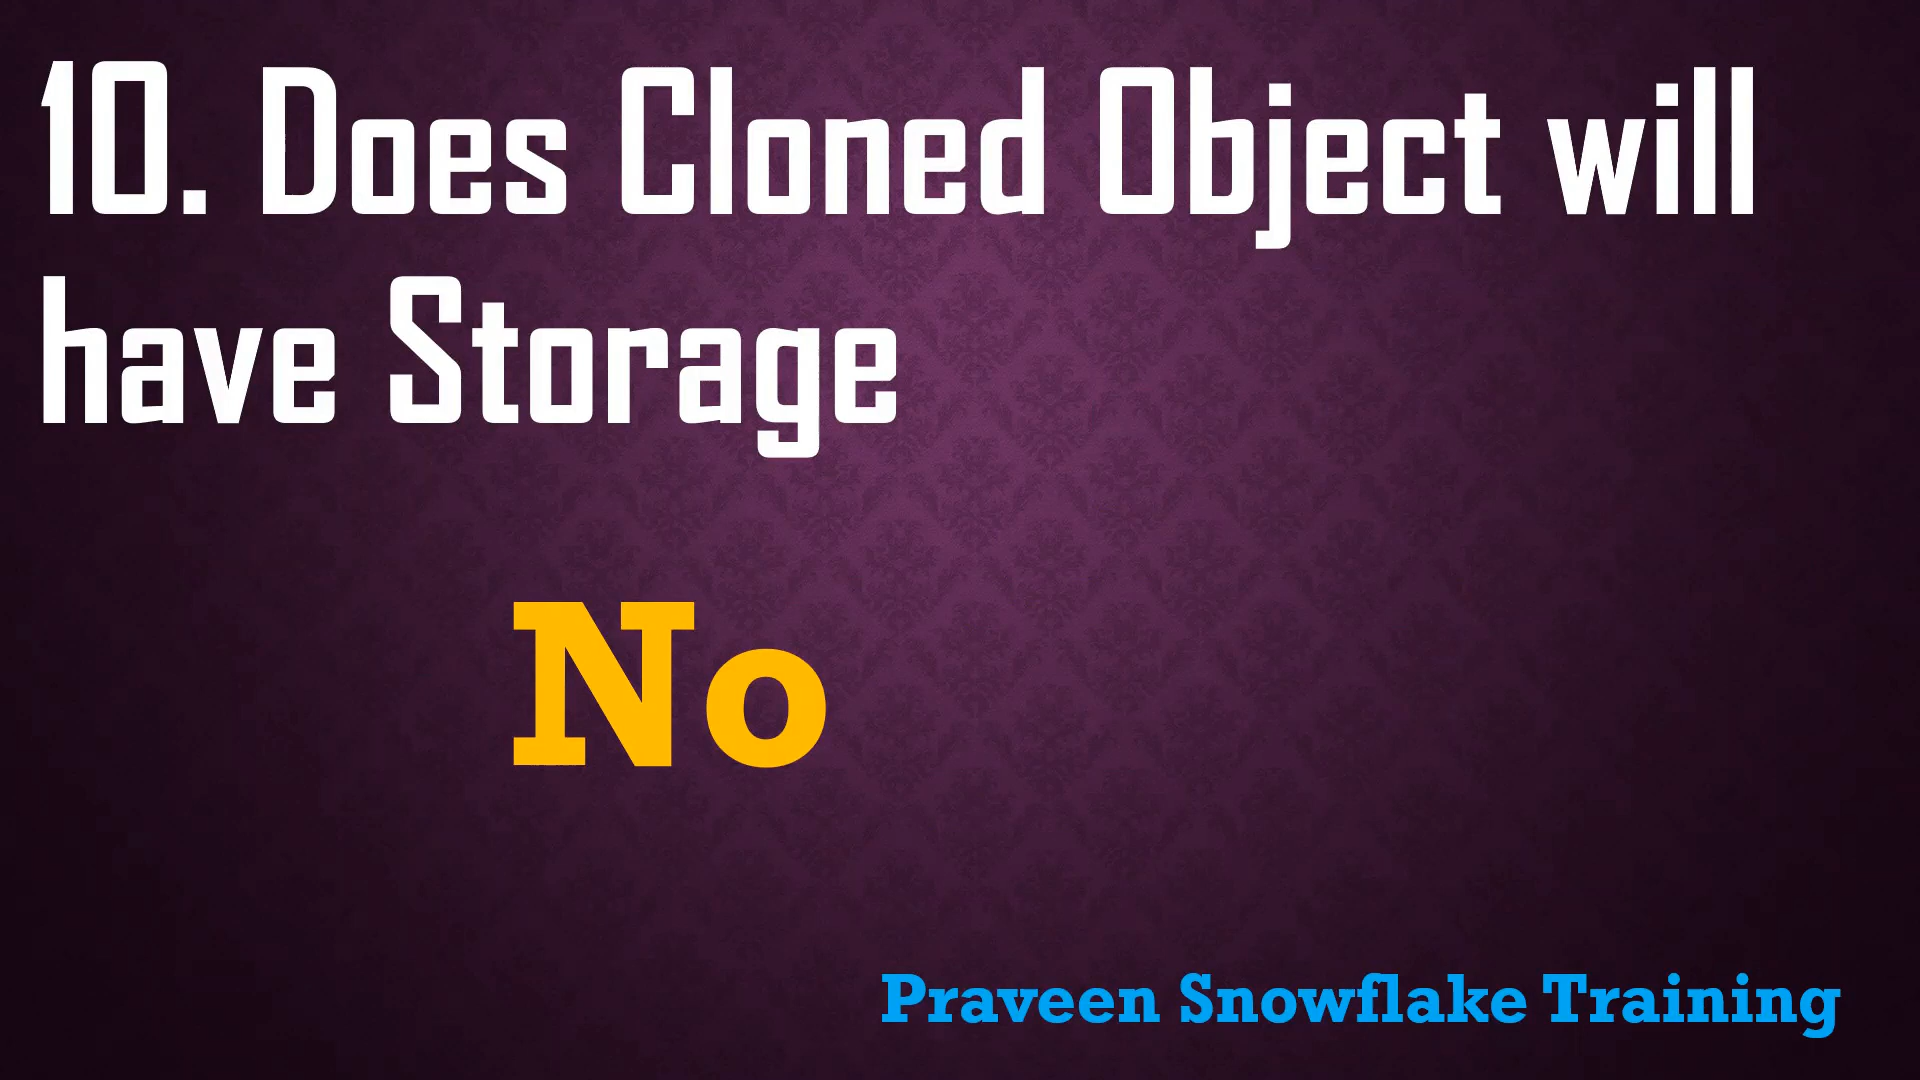 10. Does Cloned Object will
have Storage
No
Praveen Snowflake Training